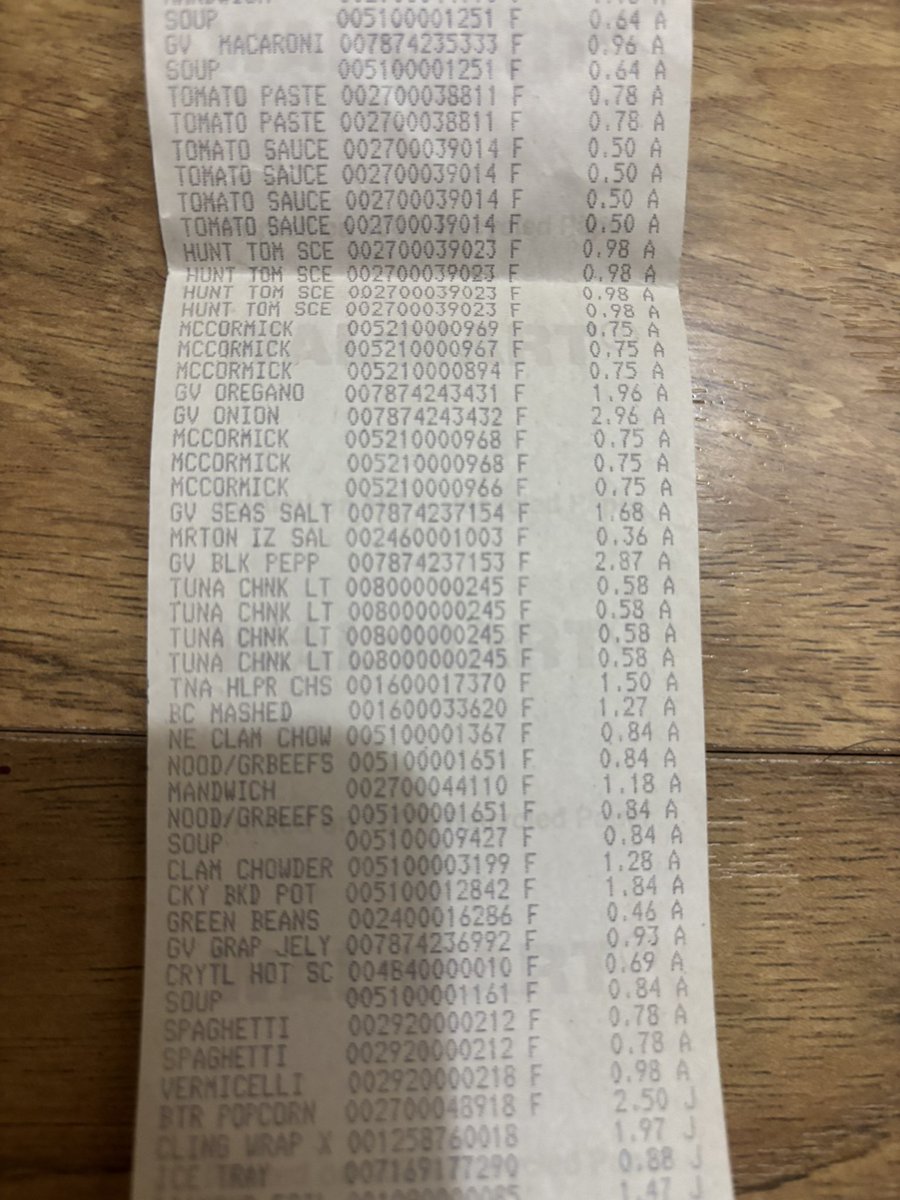 SOUP 005100001251 F 0.64 A
GV MACARONI 007874235333 F 0.96 A
SOUP 005100001251 F 0.64 A
TOMATO PASTE 002700038811 F 0.78 A
TOMATO PASTE 002700038811 F 0.78 A
TOMATO SAUCE 002700039014 F 0.50 A
TOMATO SAUCE 002700039014 F 0.50 A
TOMATO SAUCE 002700039014 F 0.50 A
TOMATO SAUCE 002700039014 F 0.50 A
HUNT TOM SCE 002700039023 F 0.98 A
HUNT TOM SCE 002700039023 F 0.98 A
HUNT TOM SCE 002700039023 F 0.98 A
HUNT TOM SCE 002700039023 F 0.98 A
MCCORMICK 005210000969 F 0.75 A
MCCORMICK 005210000967 F 0.75 A
MCCORMICK 005210000894 F 0.75 A
GV OREGANO 007874243431 F 1.96 A
GV ONION 007874243432 F 2.96 A
MCCORMICK 005210000968 F 0.75 A
MCCORMICK 005210000968 F 0.75 A
MCCORMICK 005210000966 F 0.75 A
GV SEAS SALT 007874237154 F 1.68 A
MRTON IZ SAL 002460001003 F 0.36 A
GV BLK PEPP 007874237153 F 2.87 A
TUNA CHNK LT 008000000245 F 0.58 A
TUNA CHNK LT 008000000245 F 0.58 A
TUNA CHNK LT 008000000245 F 0.58 A
TUNA CHNK LT 008000000245 F 0.58 A
TNA HLPR CHS 001600017370 F 1.50 A
BC MASHED 001600033620 F 1.27 A
NE CLAM CHOW 005100001367 F 0.84 A
NOOD/GRBEEFS 005100001651 F 0.84 A
MANDWICH 002700044110 F 1.18 A
NOOD/GRBEEFS 005100001651 F 0.84 A
SOUP 005100009427 F 0.84 A
CLAM CHOWDER 005100003199 F 1.28 A
CKY BKD POT 005100012842 F 1.84 A
GREEN BEANS 002400016286 F 0.46 A
GV GRAP JELY 007874236992 F 0.93 A
CRYTL HOT SC 004840000010 F 0.69 A
SOUP 005100001161 F 0.84 A
SPAGHETTI 002920000212 F 0.78 A
SPAGHETTI 002920000212 F 0.78 A
VERMICELLI 002920000218 F 0.98 A
BTR POPCORN 002700048918 F 2.50 J
CLING WRAP X 001258760018 1.97 J
ICE TRAY 007169177290 0.88 J
1.47 J